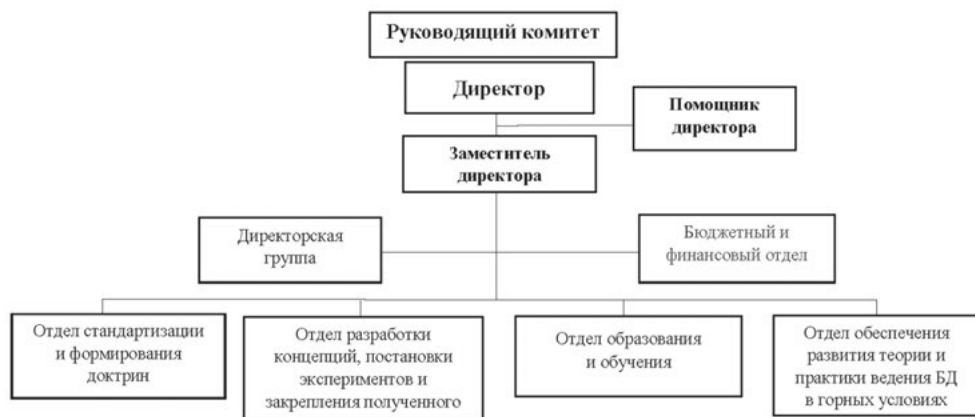 Руководящий комитет
Директор
Помощник
директора
Заместитель
директора
Директорская
группа
Бюджетный и
финансовый отдел
Отдел стандартизации
и формирования
доктрин
Отдел разработки
концепций, постановки
экспериментов и
закрепления полученного
Отдел образования
и обучения
Отдел обеспечения
развития теории и
практики ведения БД
в горных условиях